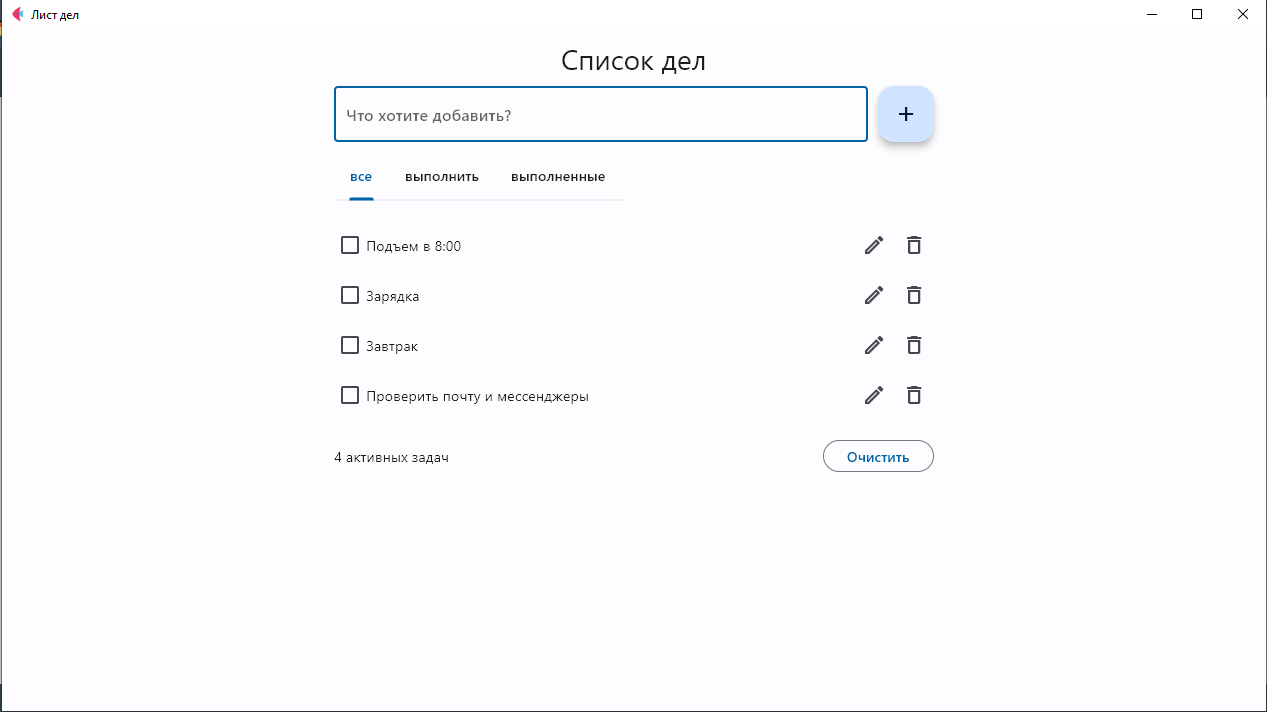 Лист дел
Список дел
Что хотите добавить?
+
все выполнить выполненные
Подъем в 8:00
Зарядка
Завтрак
Проверить почту и мессенджеры
4 активных задач Очистить